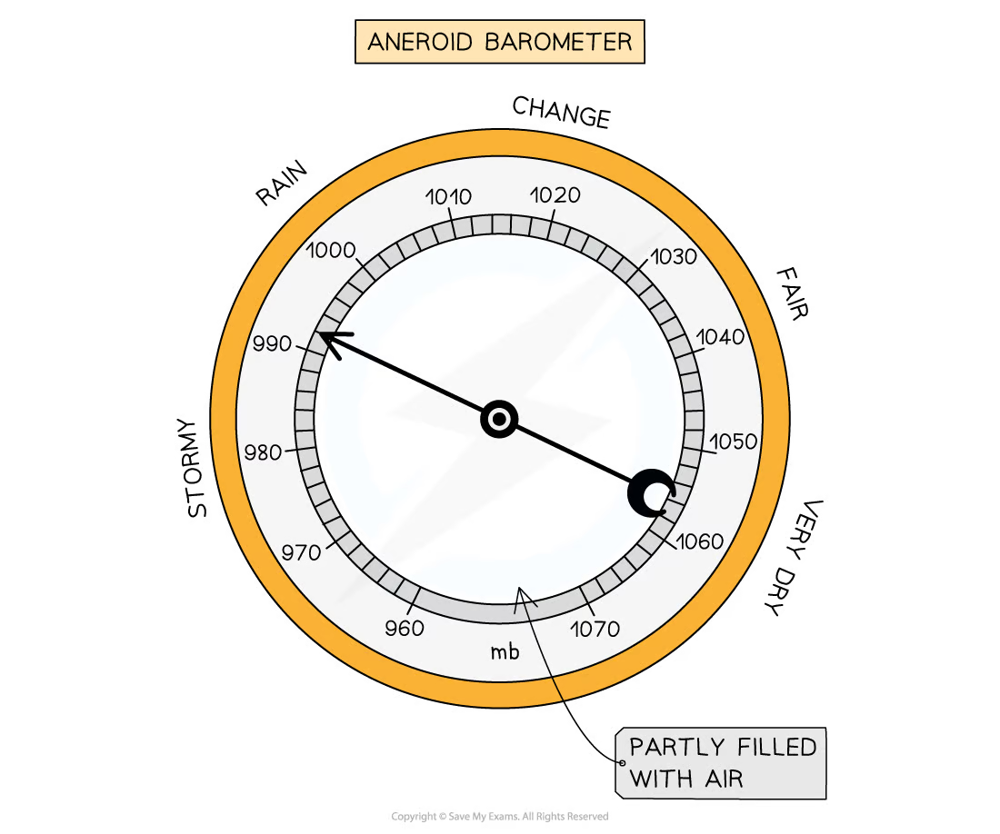 ANEROID BAROMETER
CHANGE
RAIN
FAIR
STORMY
VERY DRY
960
970
980
990
1000
1010
1020
1030
1040
1050
1060
1070
mb
PARTLY FILLED
WITH AIR
Copyright © Save My Exams. All Rights Reserved